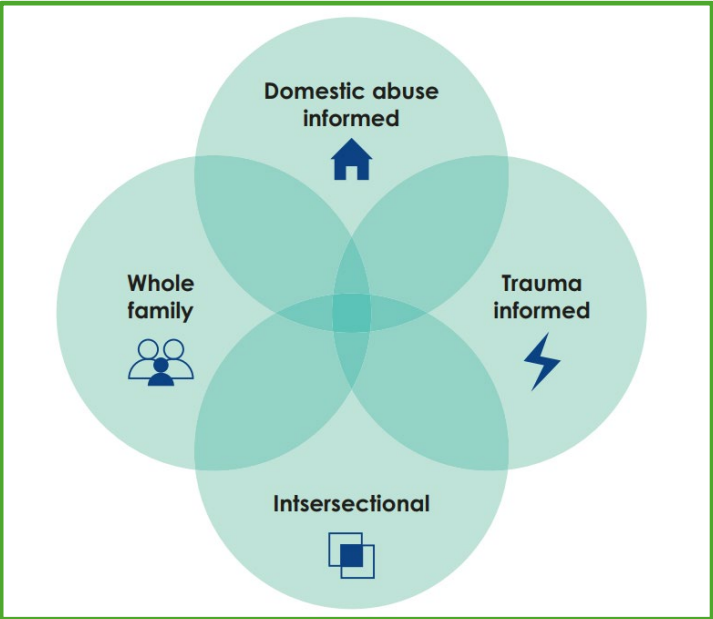 Domestic abuse
informed
Whole
family
Trauma
informed
Intsersectional